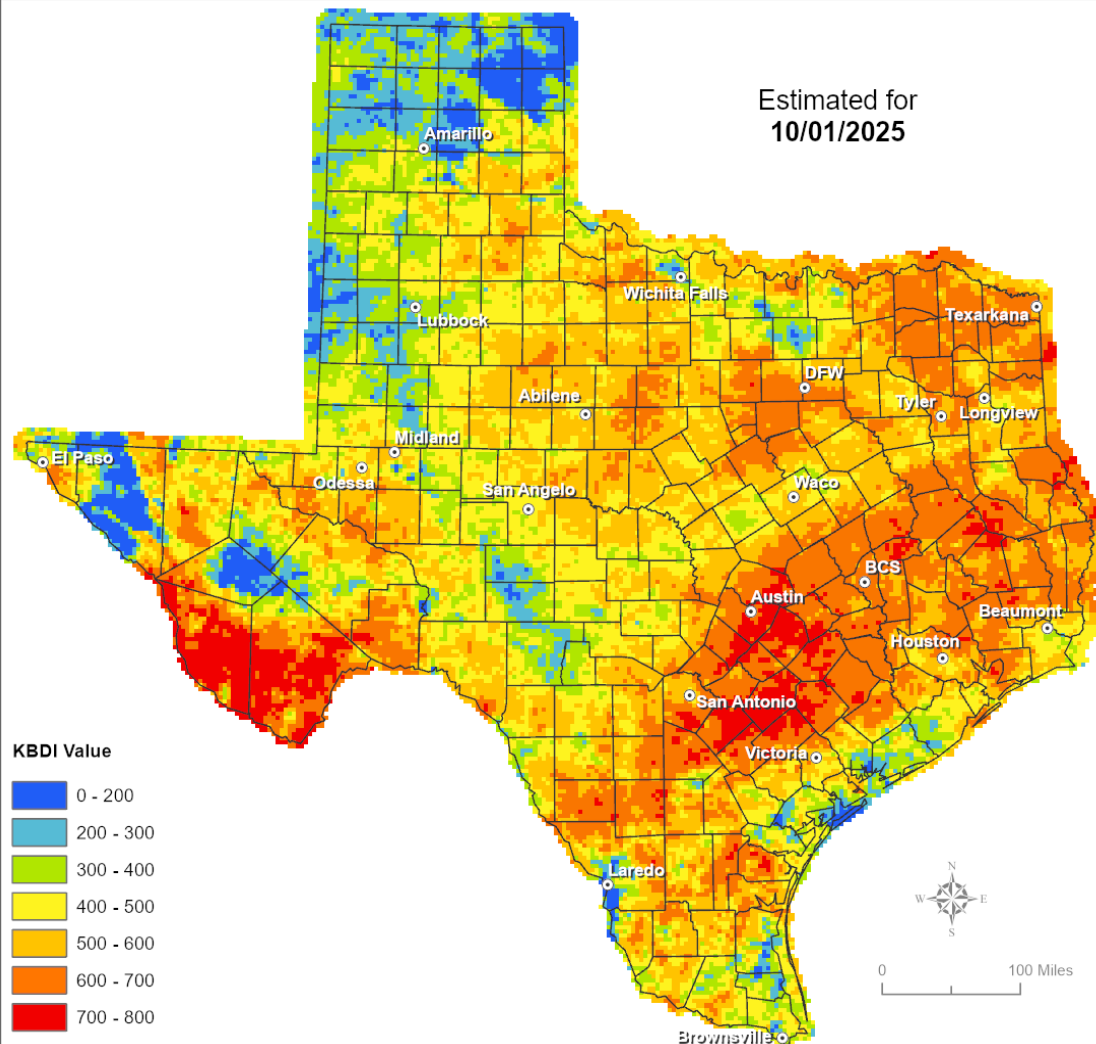 Estimated for
10/01/2025
Amarillo
Wichita Falls
Lubbock
Texarkana
DFW
Abilene
Tyler
Longview
Midland
El Paso
Odessa
San Angelo
Waco
BCS
Austin
Beaumont
Houston
San Antonio
Victoria
KBDI Value
0 - 200
200 - 300
300 - 400
400 - 500
500 - 600
600 - 700
700 - 800
Laredo
N
W E
S
0 100 Miles
Brownsville